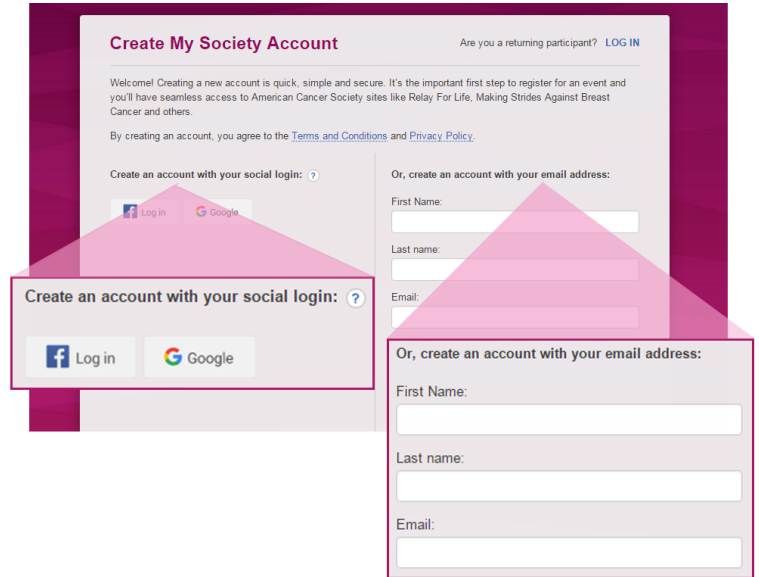 Create My Society Account
Are you a returning participant? LOG IN
Welcome! Creating a new account is quick, simple and secure. It's the important first step to register for an event and
you'll have seamless access to American Cancer Society sites like Relay For Life, Making Strides Against Breast
Cancer and others.
By creating an account, you agree to the Terms and Conditions and Privacy Policy.
Create an account with your social login: ?
Log in
Google
Or, create an account with your email address:
First Name:
Last name:
Email:
Create an account with your social login: ?
Log in
Google
Or, create an account with your email address:
First Name:
Last name:
Email: